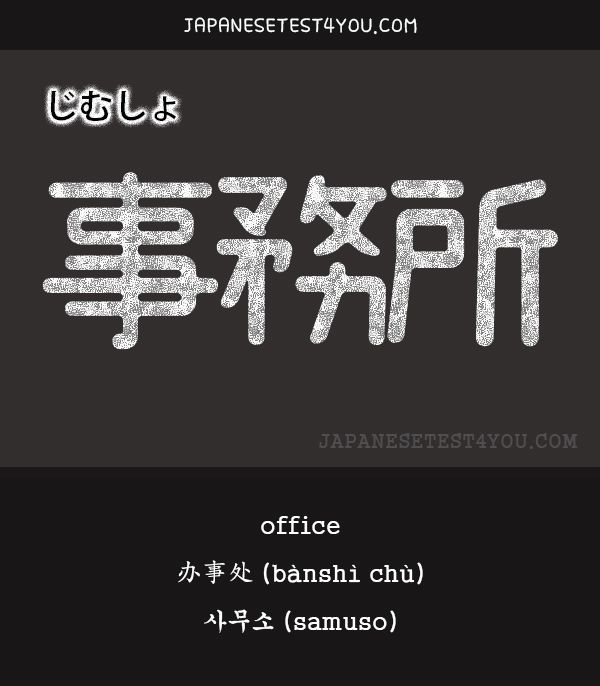 JAPANESETEST4YOU.COM
じむしょ
事務所
JAPANESETEST4YOU.COM
office
办事处 (bànshì chù)
사무소 (samuso)